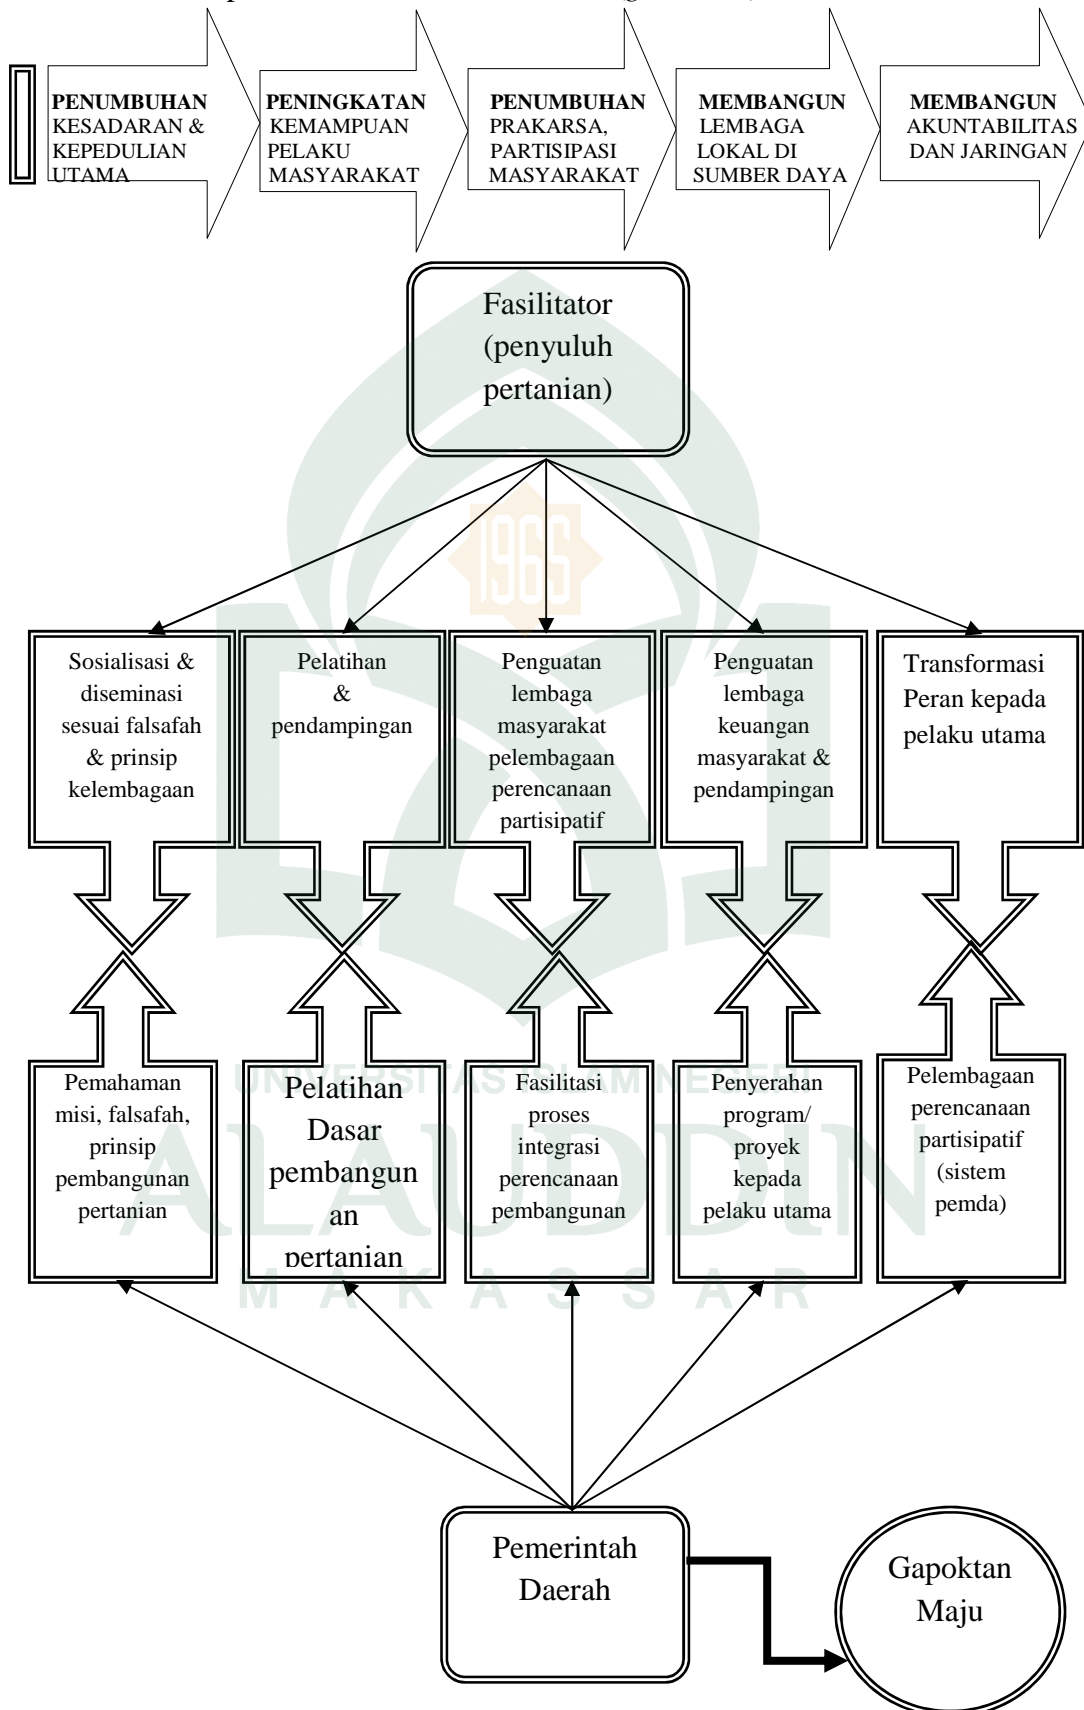 PENUMBUHAN
KESADARAN &
KEPEDULIAN
UTAMA
PENINGKATAN
KEMAMPUAN
PELAKU
MASYARAKAT
PENUMBUHAN
PRAKARSA,
PARTISIPASI
MASYARAKAT
MEMBANGUN
LEMBAGA
LOKAL DI
SUMBER DAYA
MEMBANGUN
AKUNTABILITAS
DAN JARINGAN
Fasilitator
(penyuluh
pertanian)
1965
Sosialisasi &
diseminasi
sesuai falsafah
& prinsip
kelembagaan
Pelatihan
&
pendampingan
Penguatan
lembaga
masyarakat
pelembagaan
perencanaan
partisipatif
Penguatan
lembaga
keuangan
masyarakat &
pendampingan
Transformasi
Peran kepada
pelaku utama
Pemahaman
misi, falsafah,
prinsip
pembangunan
pertanian
Pelatihan
Dasar
pembangun
an
pertanian
Fasilitasi
proses
integrasi
perencanaan
pembangunan
Penyerahan
program/
proyek
kepada
pelaku utama
Pelembagaan
perencanaan
partisipatif
(sistem
pemda)
UNIVERSITAS ISLAM NEGERI
ALAUDDIN
MAKASSAR
Pemerintah
Daerah
Gapoktan
Maju